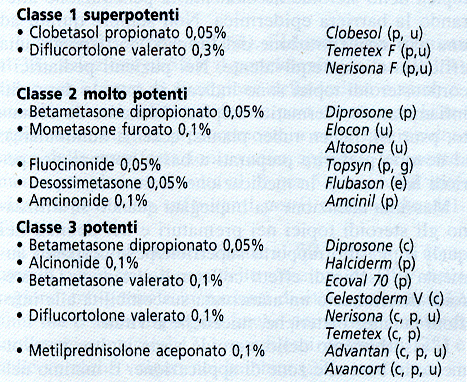 Classe 1 superpotenti
• Clobetasol propionato 0,05% Clobesol (p, u)
• Diflucortolone valerato 0,3% Temetex F (p,u)
Nerisona F (p,u)
Classe 2 molto potenti
• Betametasone dipropionato 0,05% Diprosone (p)
• Mometasone furoato 0,1% Elocon (u)
Altosone (u)
• Fluocinonide 0,05% Topsyn (p, g)
• Desossimetasone 0,05% Flubason (e)
• Amcinonide 0,1% Amcinil (p)
Classe 3 potenti
• Betametasone dipropionato 0,05% Diprosone (c)
• Alcinonide 0,1% Halciderm (p)
• Betametasone valerato 0,1% Ecoval 70 (p)
Celestoderm V (c)
• Diflucortolone valerato 0,1% Nerisona (c, p, u)
Temetex (c, p)
• Metilprednisolone aceponato 0,1% Advantan (c, p, u)
Avancort (c, p, u)